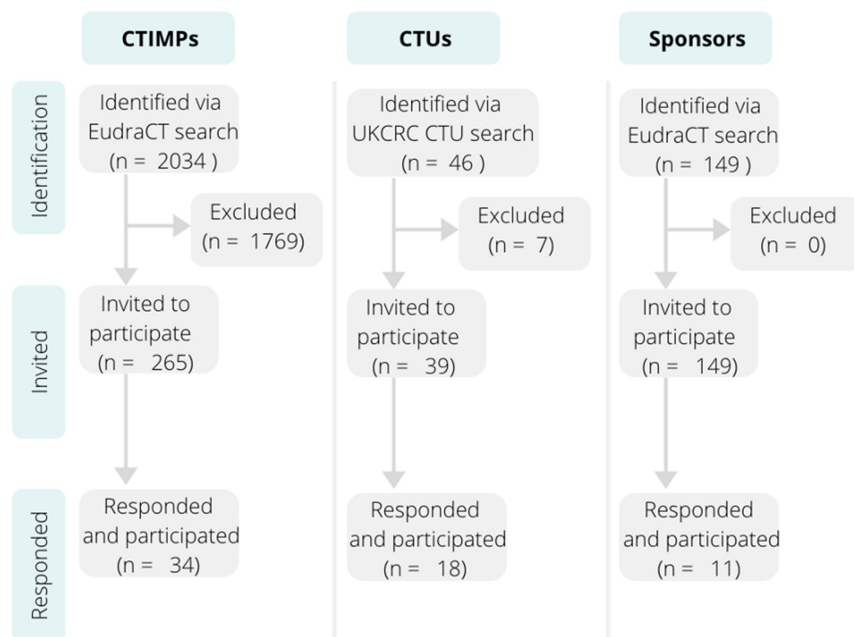 CTIMPs
CTUs
Sponsors
Identification
Identified via
EudraCT search
(n = 2034 )
Identified via
UKCRC CTU search
(n = 46 )
Identified via
EudraCT search
(n = 149 )
Excluded
(n = 1769)
Excluded
(n = 7)
Excluded
(n = 0)
Invited
Invited to
participate
(n = 265)
Invited to
participate
(n = 39)
Invited to
participate
(n = 149)
Responded
Responded
and participated
(n = 34)
Responded
and participated
(n = 18)
Responded
and participated
(n = 11)